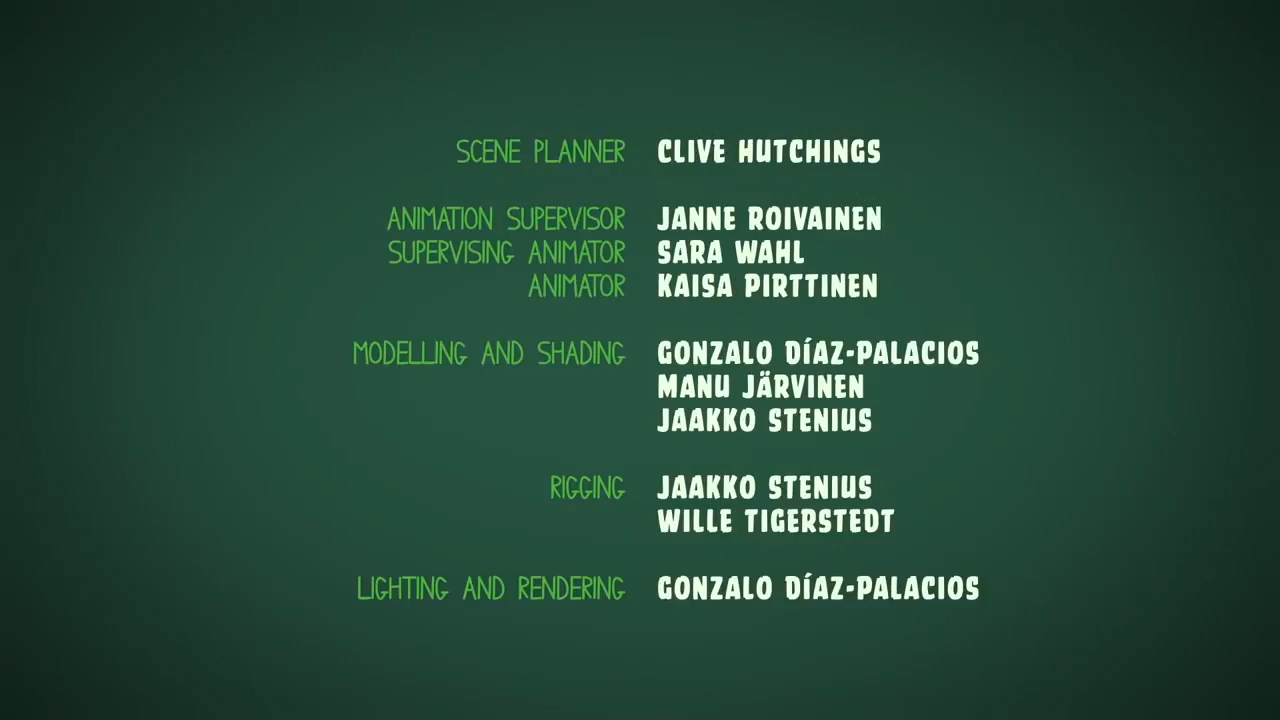 SCENE PLANNER CLIVE HUTCHINGS
ANIMATION SUPERVISOR JANNE ROIVAINEN
SUPERVISING ANIMATOR SARA WAHL
ANIMATOR KAISA PIRTTINEN
MODELLING AND SHADING GONZALO DÍAZ-PALACIOS
MANU JÄRVINEN
JAAKKO STENIUS
RIGGING JAAKKO STENIUS
WILLE TIGERSTEDT
LIGHTING AND RENDERING GONZALO DÍAZ-PALACIOS